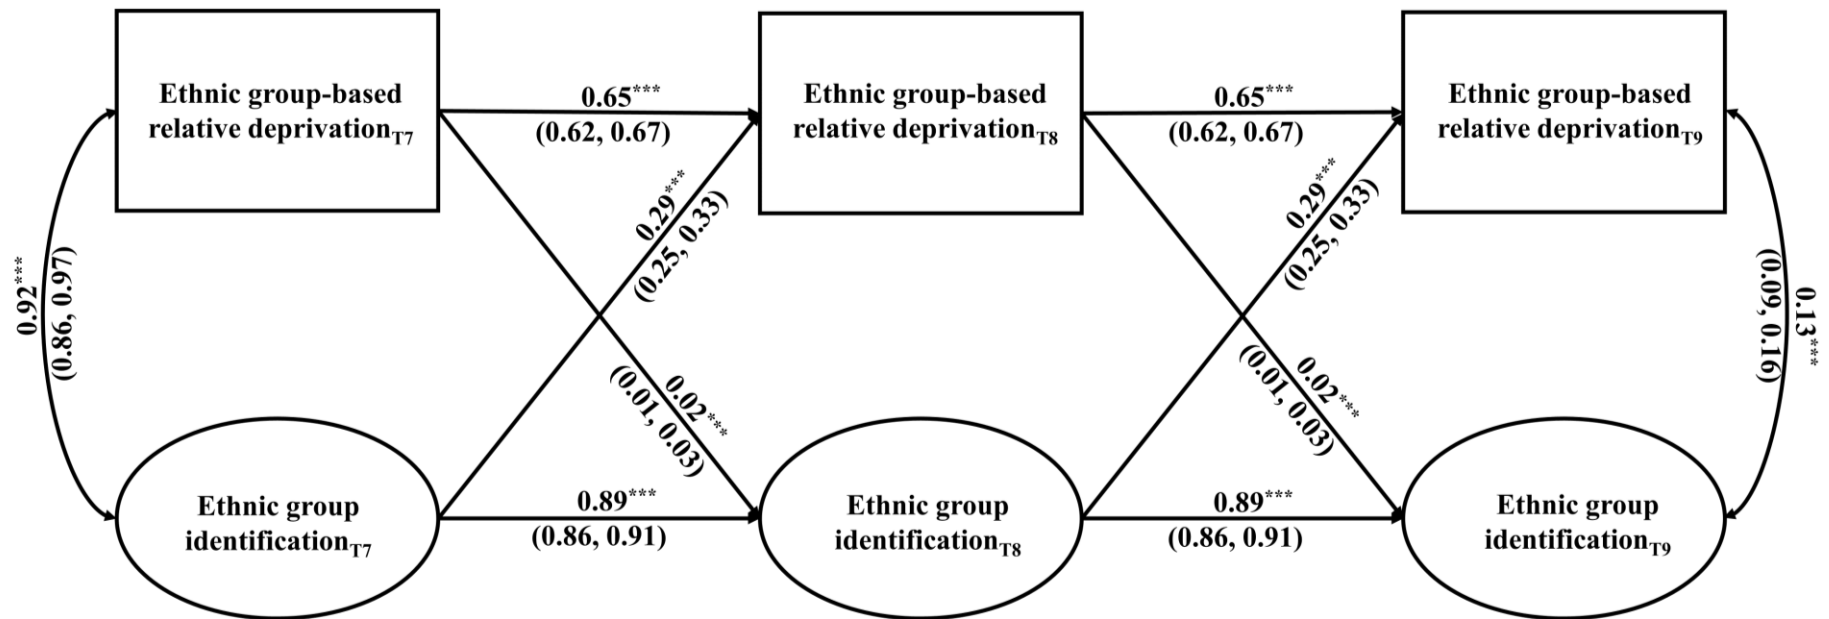 Ethnic group-based
relative deprivationT7
0.65***
(0.62, 0.67)
Ethnic group-based
relative deprivationT8
0.65***
(0.62, 0.67)
Ethnic group-based
relative deprivationT9
0.92***
(0.86, 0.97)
0.29***
(0.25, 0.33)
0.02***
(0.01, 0.03)
0.29***
(0.25, 0.33)
0.02***
(0.01, 0.03)
0.13***
(0.09, 0.16)
Ethnic group
identificationT7
0.89***
(0.86, 0.91)
Ethnic group
identificationT8
0.89***
(0.86, 0.91)
Ethnic group
identificationT9